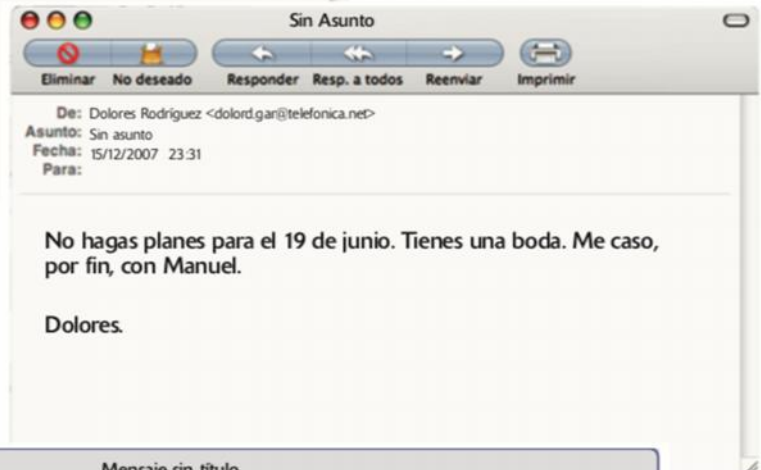 Sin Asunto
Eliminar No deseado Responder Resp. a todos Reenviar Imprimir
De: Dolores Rodríguez <dolord.gar@telefonica.net>
Asunto: Sin asunto
Fecha: 15/12/2007 23:31
Para:
No hagas planes para el 19 de junio. Tienes una boda. Me caso,
por fin, con Manuel.
Dolores.
Mensaje sin título